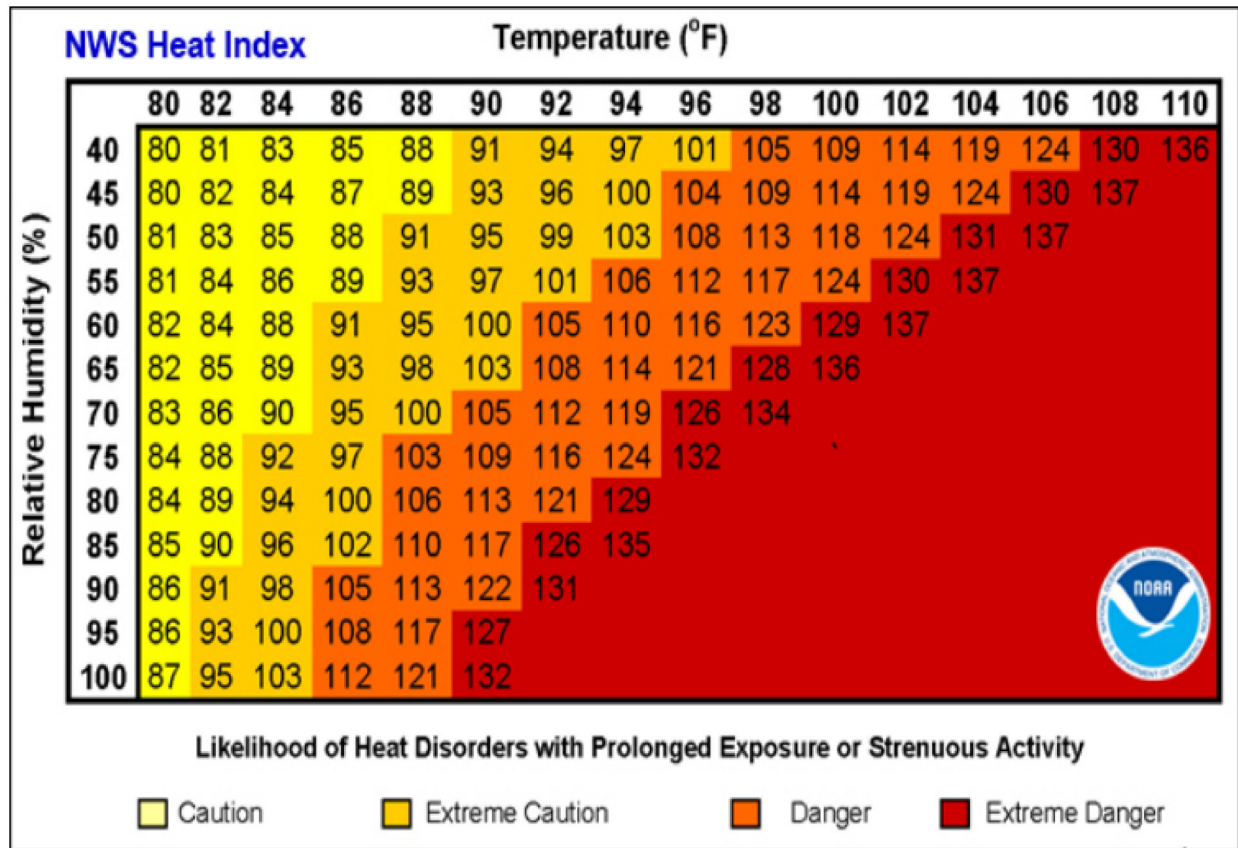 NWS Heat Index
Temperature (°F)
80 82 84 86 88 90 92 94 96 98 100 102 104 106 108 110
Relative Humidity (%)
40 80 81 83 85 88 91 94 97 101 105 109 114 119 124 130 136
45 80 82 84 87 89 93 96 100 104 109 114 119 124 130 137
50 81 83 85 88 91 95 99 103 108 113 118 124 131 137
55 81 84 86 89 93 97 101 106 112 117 124 130 137
60 82 84 88 91 95 100 105 110 116 123 129 137
65 82 85 89 93 98 103 108 114 121 128 136
70 83 86 90 95 100 105 112 119 126 134
75 84 88 92 97 103 109 116 124 132
80 84 89 94 100 106 113 121 129
85 85 90 96 102 110 117 126 135
90 86 91 98 105 113 122 131
95 86 93 100 108 117 127
100 87 95 103 112 121 132
NOAA
NATIONAL OCEANIC AND ATMOSPHERIC ADMINISTRATION
U.S. DEPARTMENT OF COMMERCE
Likelihood of Heat Disorders with Prolonged Exposure or Strenuous Activity
Caution Extreme Caution Danger Extreme Danger